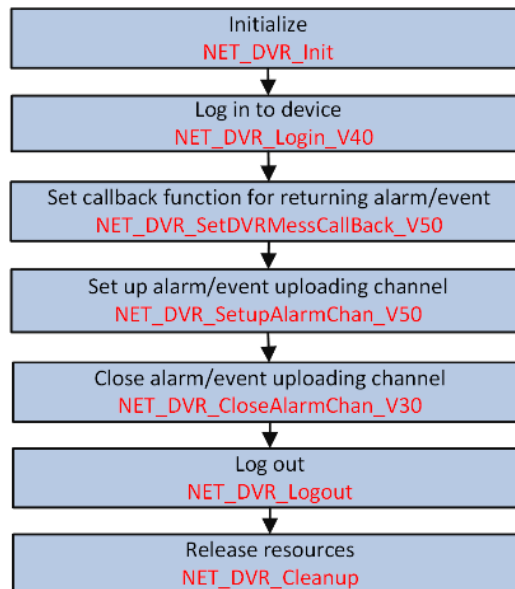 Initialize
NET_DVR_Init
Log in to device
NET_DVR_Login_V40
Set callback function for returning alarm/event
NET_DVR_SetDVRMessCallBack_V50
Set up alarm/event uploading channel
NET_DVR_SetupAlarmChan_V50
Close alarm/event uploading channel
NET_DVR_CloseAlarmChan_V30
Log out
NET_DVR_Logout
Release resources
NET_DVR_Cleanup